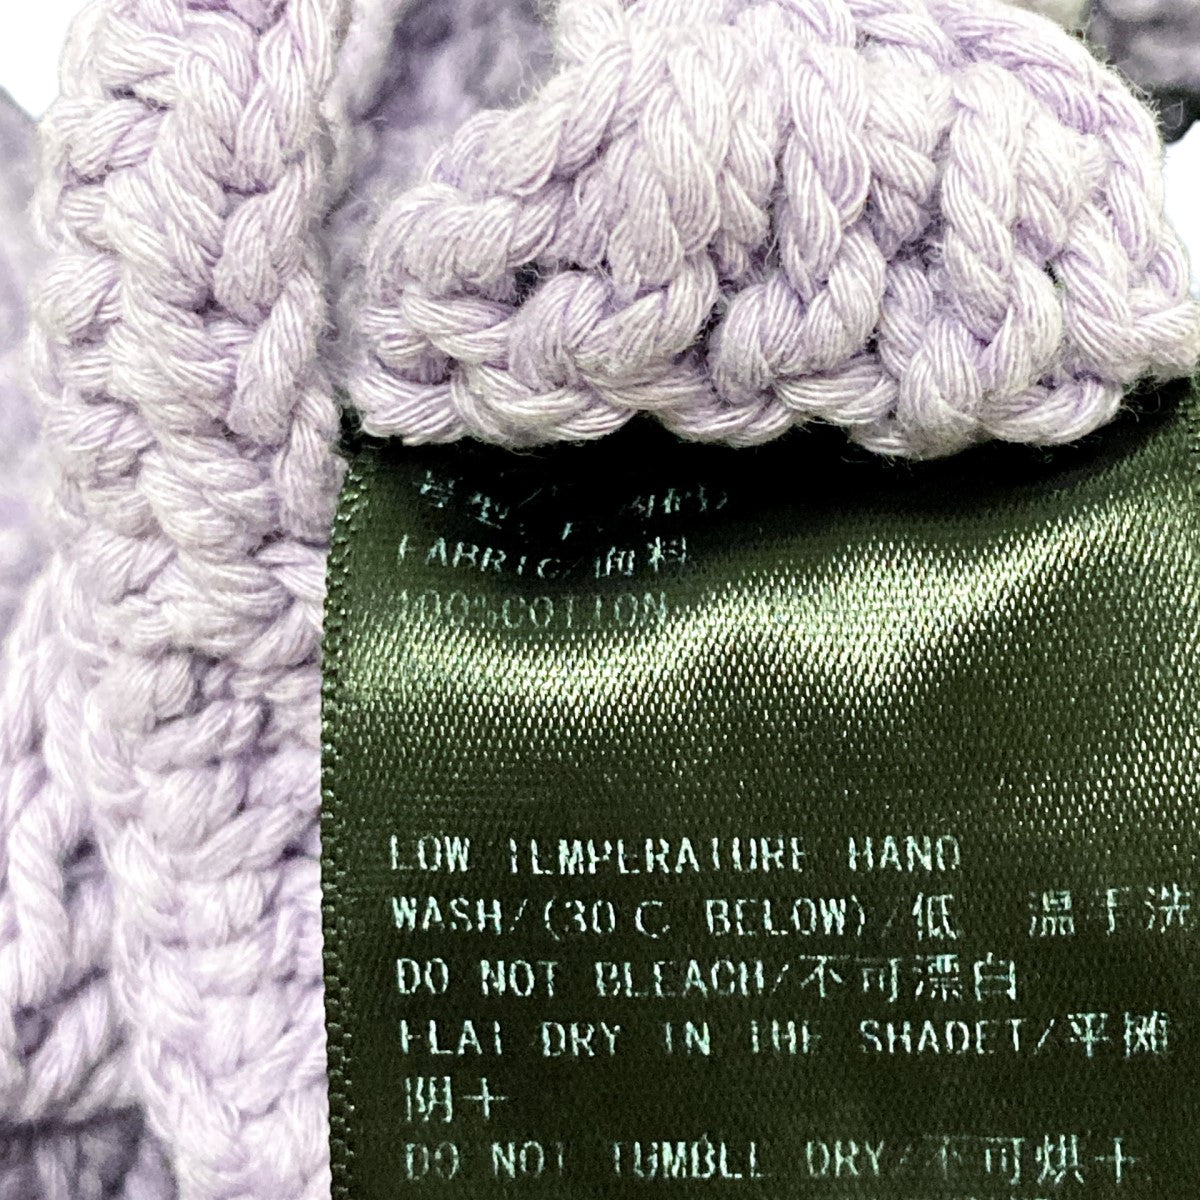 FABRIC/面料
100%COTTON
LOW TEMPERATURE HAND
WASH/(30 C BELOW)/低 温手洗
DO NOT BLEACH/不可漂白
FLAT DRY IN THE SHADET/平摊
阴干
DO NOT TUMBLE DRY/不可烘干